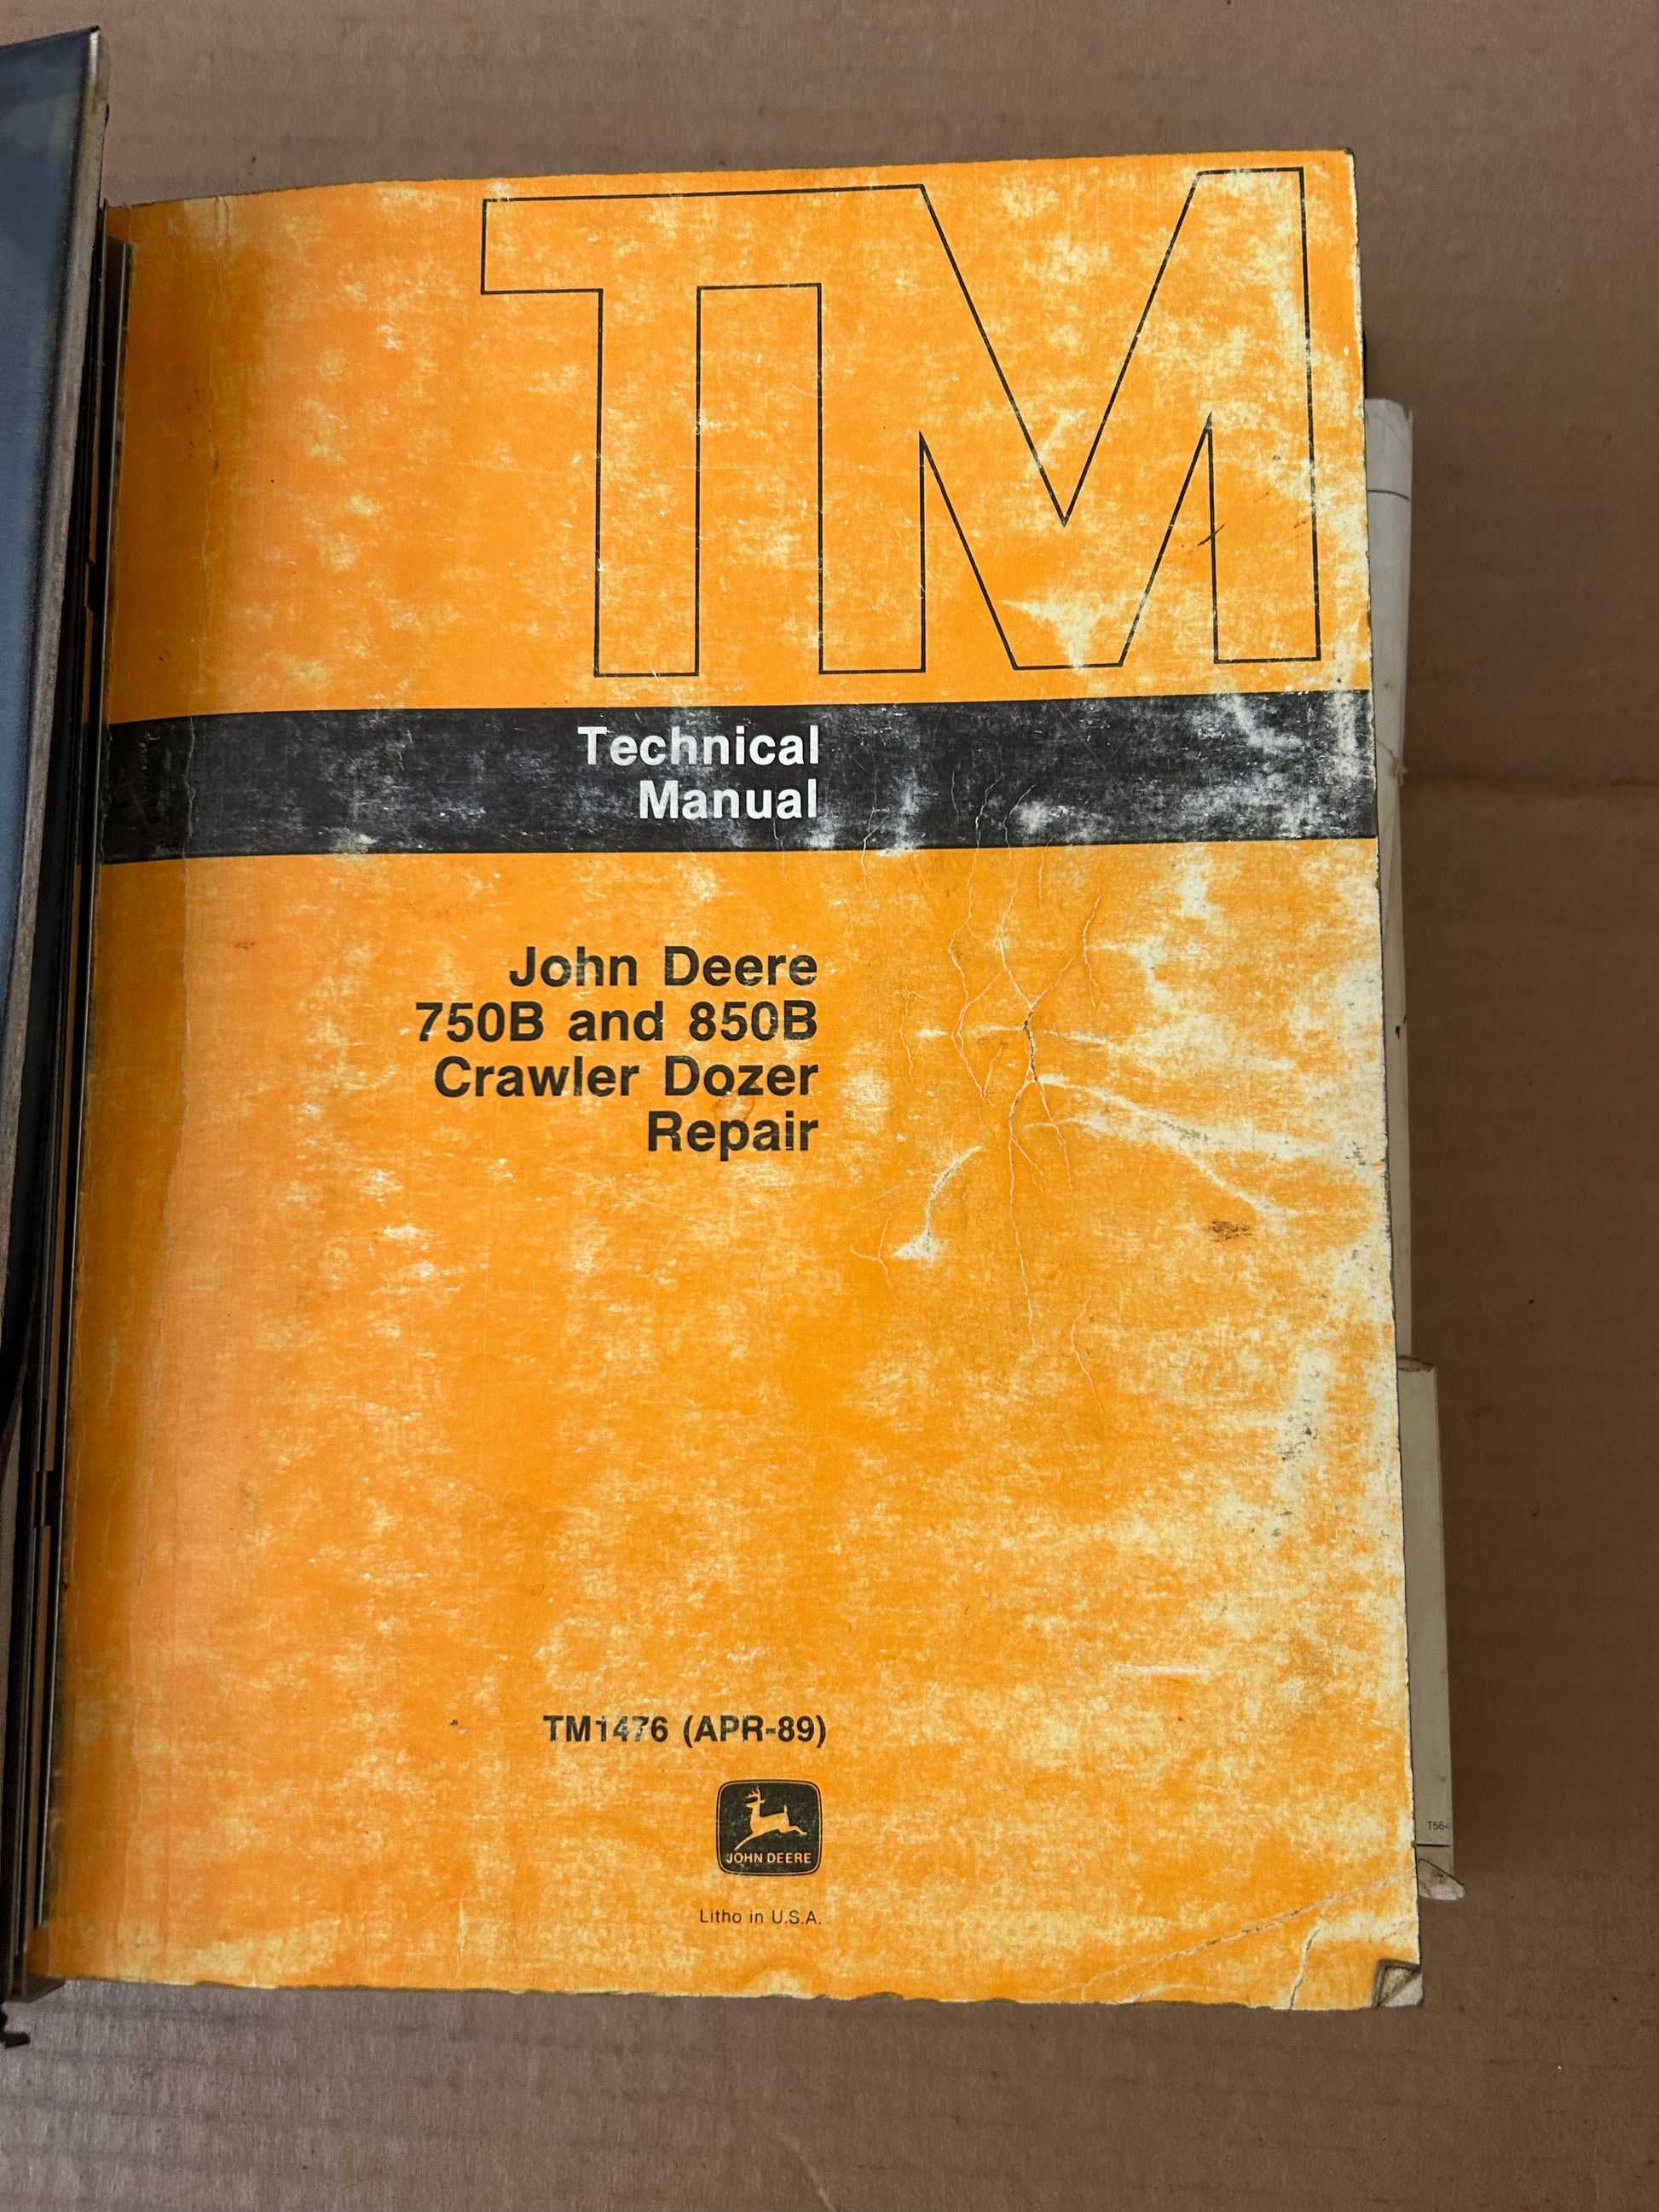 TM
Technical
Manual
John Deere
750B and 850B
Crawler Dozer
Repair
TM1476 (APR-89)
JOHN DEERE
Litho in U.S.A.